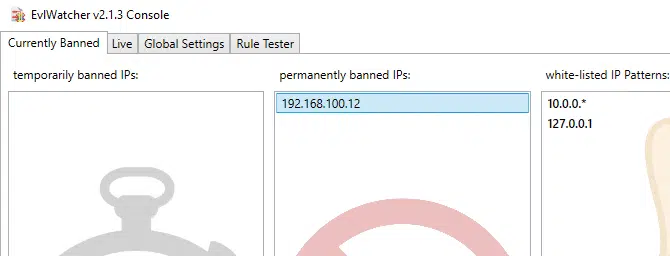 EvlWatcher v2.1.3 Console
Currently Banned
Live
Global Settings
Rule Tester
temporarily banned IPs:
permanently banned IPs:
white-listed IP Patterns:
192.168.100.12
10.0.0.*
127.0.0.1